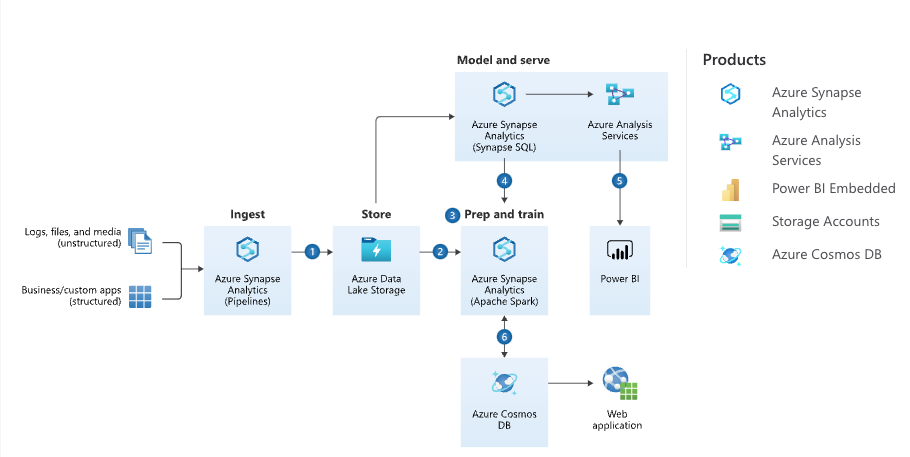 Model and serve
Azure Synapse
Analytics
(Synapse SQL)
Azure Analysis
Services
4
5
Ingest
Store
3
Prep and train
Logs, files, and media
(unstructured)
Business/custom apps
(structured)
Azure Synapse
Analytics
(Pipelines)
1
Azure Data
Lake Storage
2
Azure Synapse
Analytics
(Apache Spark)
Power BI
6
Azure Cosmos
DB
Web
application
Products
Azure Synapse
Analytics
Azure Analysis
Services
Power BI Embedded
Storage Accounts
Azure Cosmos DB